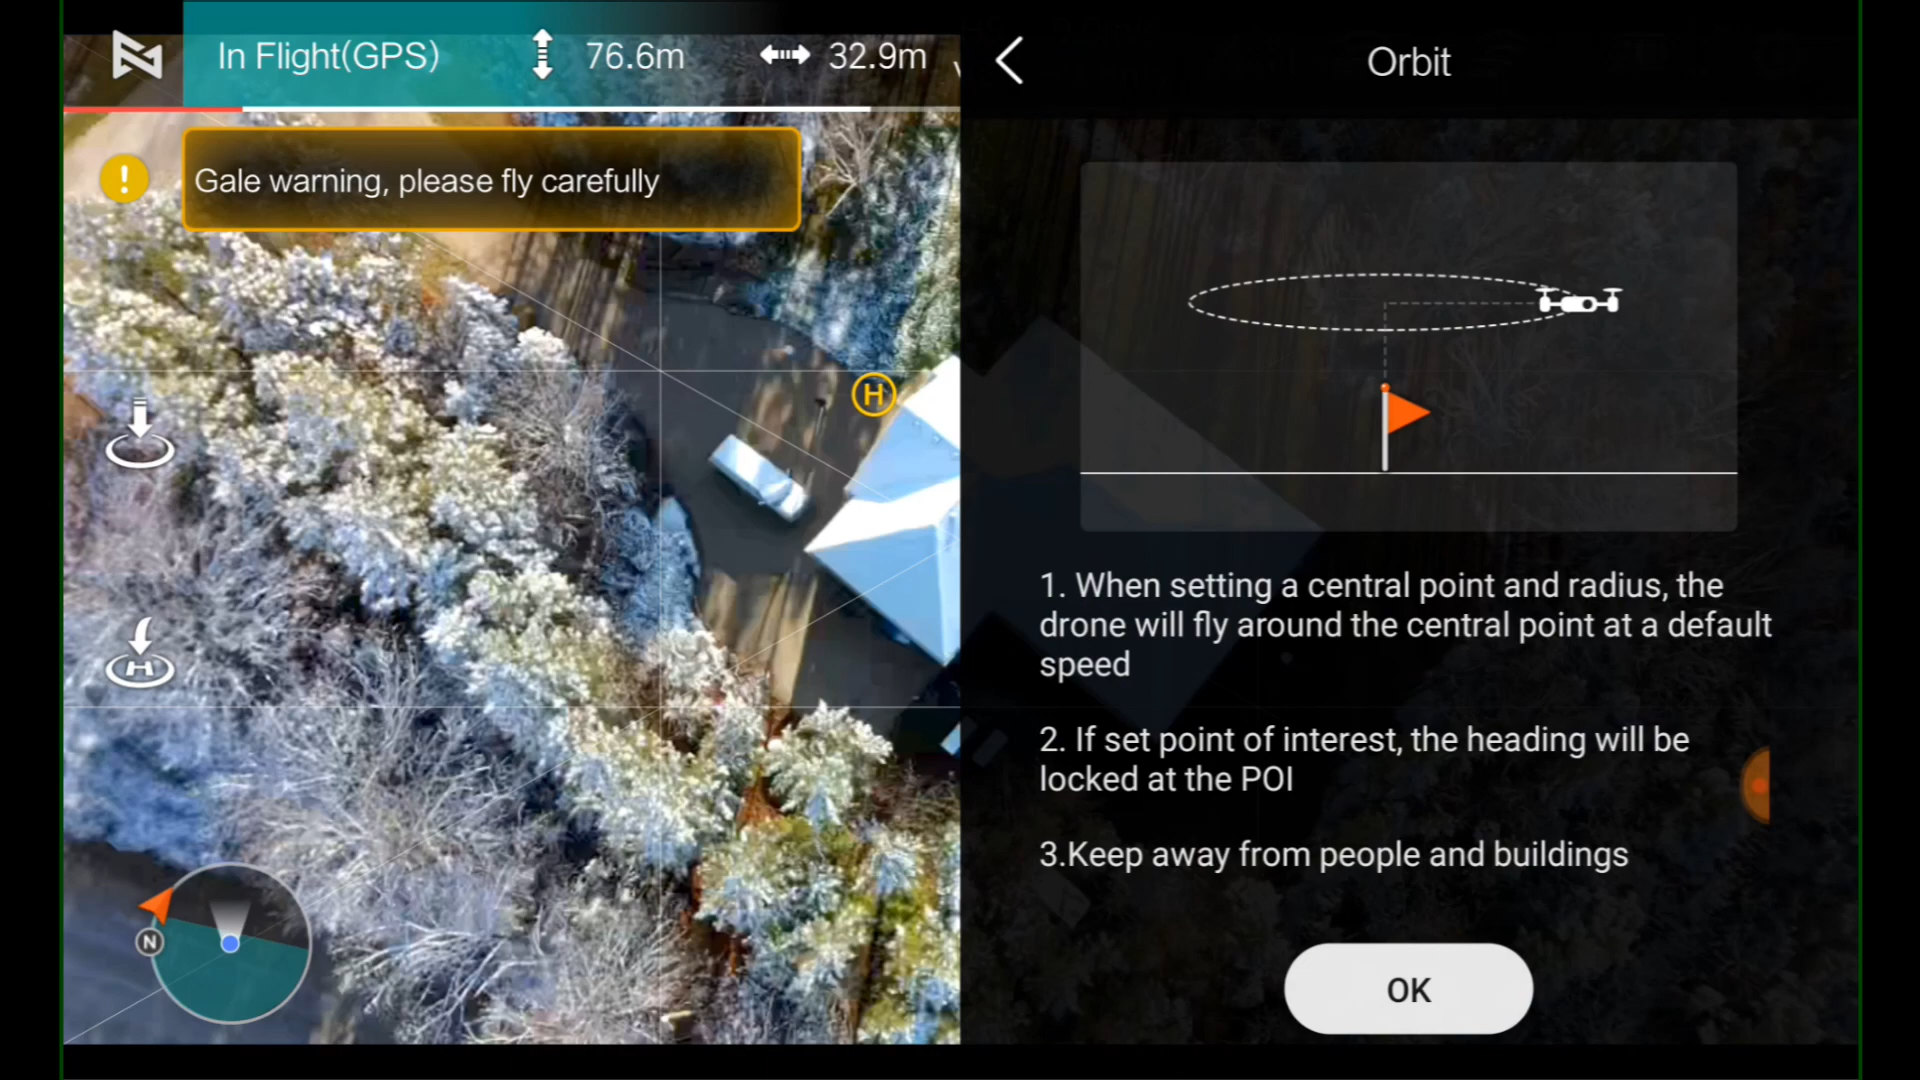 In Flight(GPS) 76.6m 32.9m
Gale warning, please fly carefully
H
H
N
Orbit
1. When setting a central point and radius, the
drone will fly around the central point at a default
speed
2. If set point of interest, the heading will be
locked at the POI
3.Keep away from people and buildings
OK